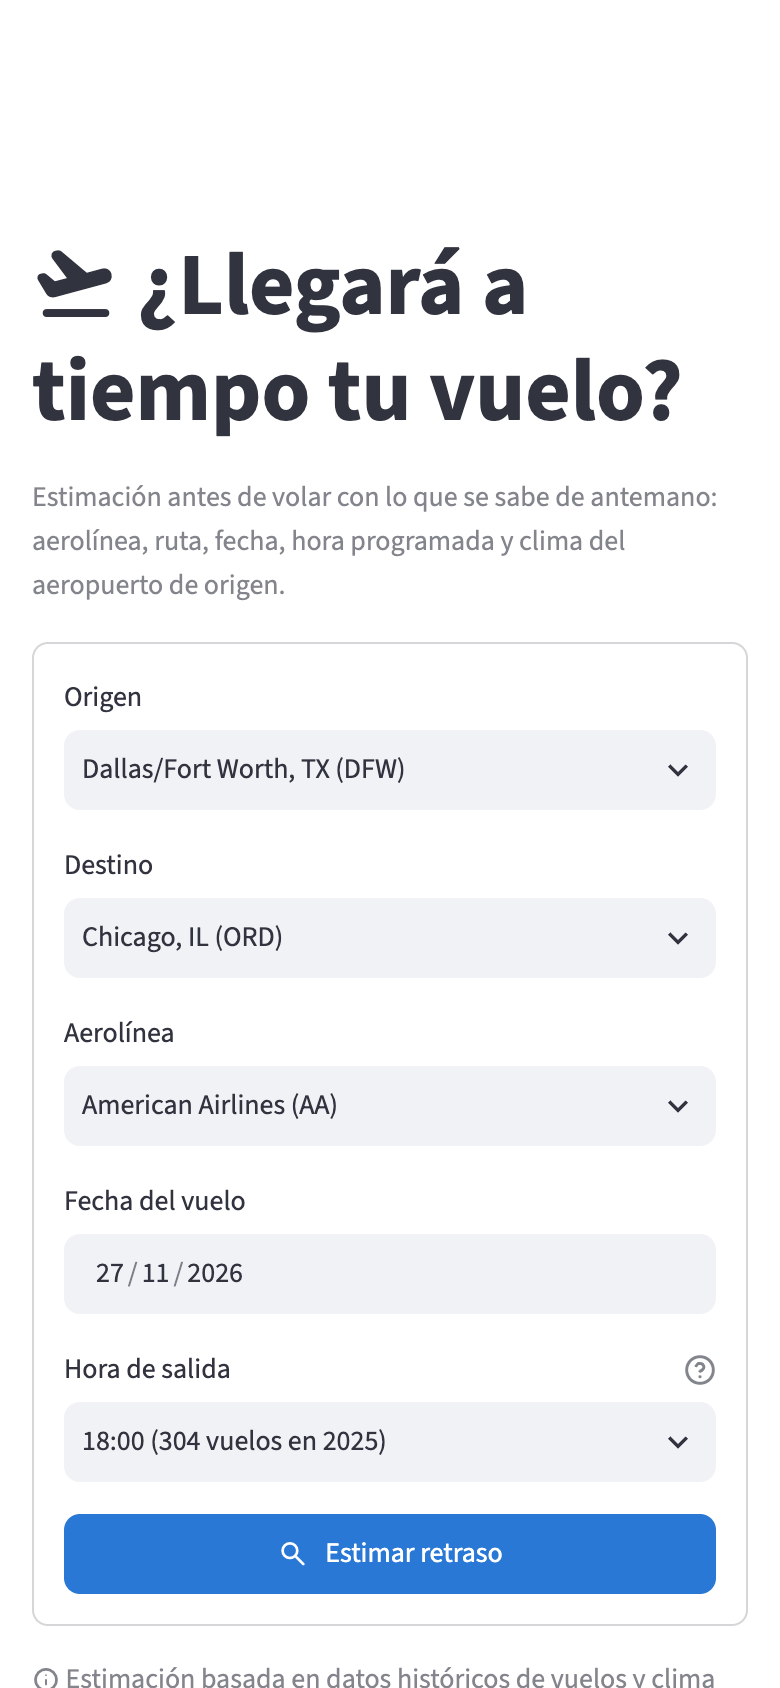 ¿Llegará a
tiempo tu vuelo?
Estimación antes de volar con lo que se sabe de antemano:
aerolínea, ruta, fecha, hora programada y clima del
aeropuerto de origen.
Origen
Dallas/Fort Worth, TX (DFW)
Destino
Chicago, IL (ORD)
Aerolínea
American Airlines (AA)
Fecha del vuelo
27/11/2026
Hora de salida
18:00 (304 vuelos en 2025)
Estimar retraso
Estimación basada en datos históricos de vuelos y clima